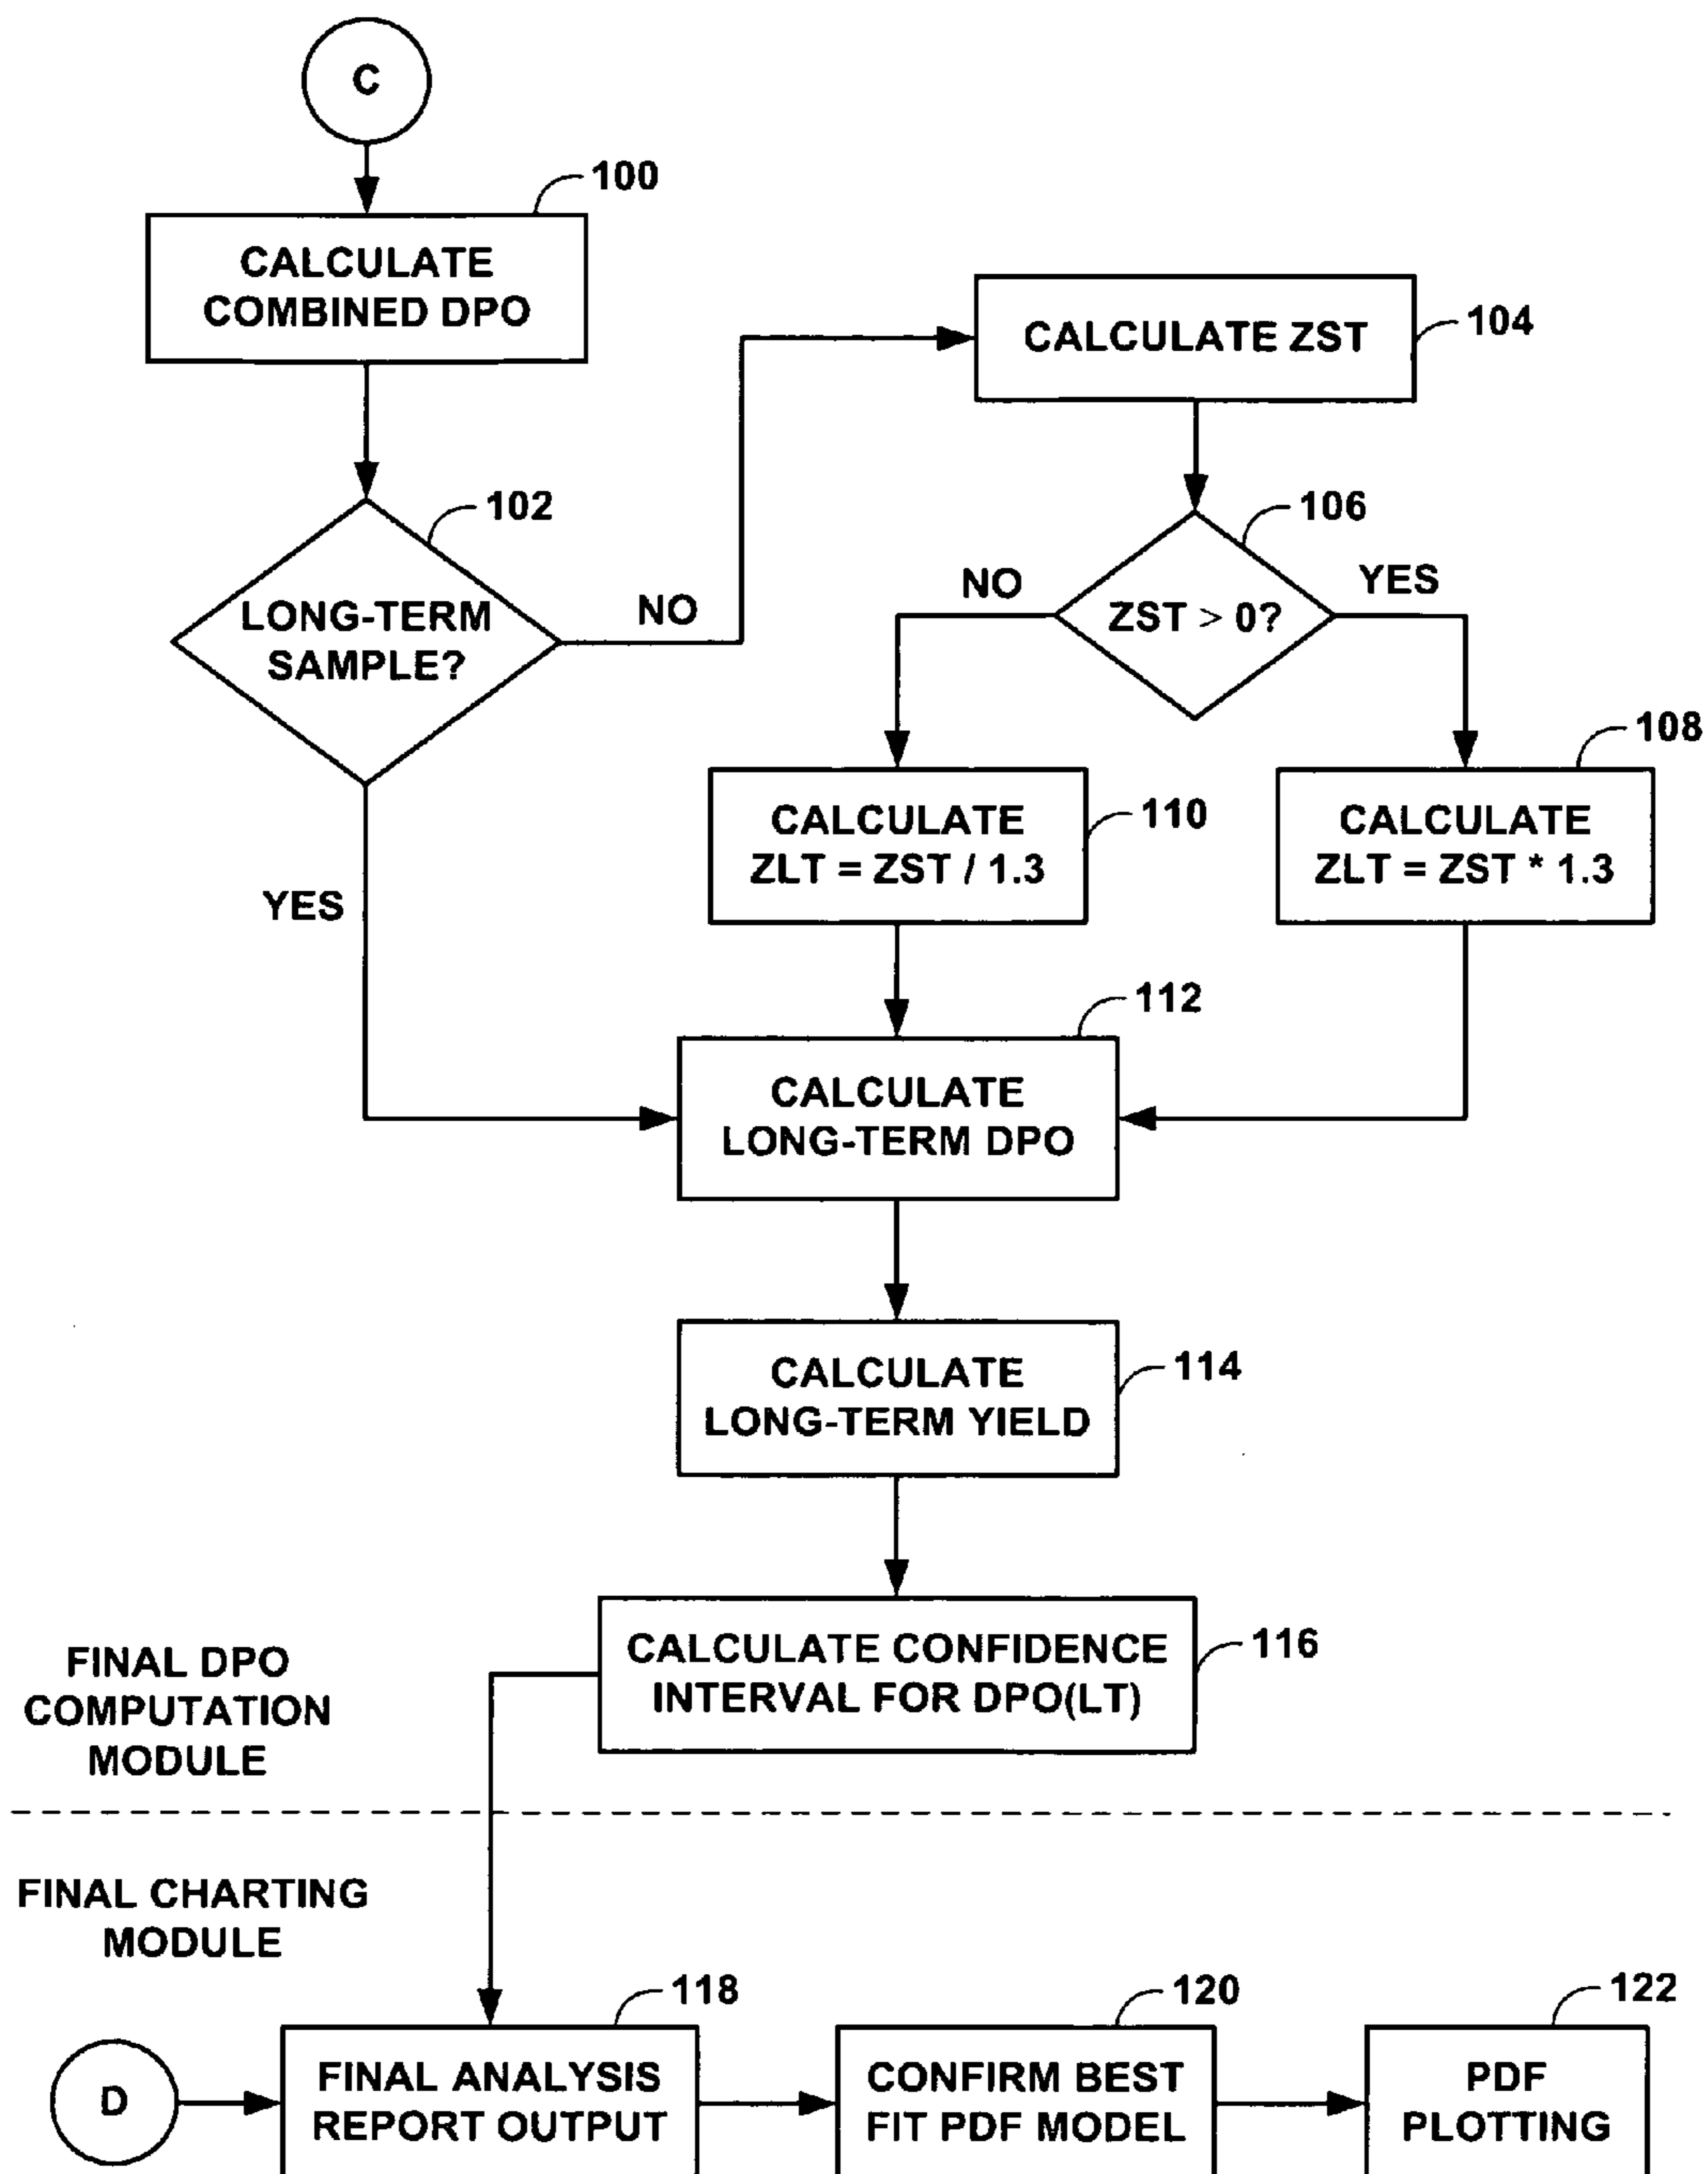 C
100
CALCULATE
COMBINED DPO
CALCULATE ZST
104
102
LONG-TERM
SAMPLE?
NO
106
ZST > 0?
NO
YES
108
CALCULATE
ZLT = ZST * 1.3
110
CALCULATE
ZLT = ZST / 1.3
YES
112
CALCULATE
LONG-TERM DPO
114
CALCULATE
LONG-TERM YIELD
116
CALCULATE CONFIDENCE
INTERVAL FOR DPO(LT)
FINAL DPO
COMPUTATION
MODULE
FINAL CHARTING
MODULE
D
118
FINAL ANALYSIS
REPORT OUTPUT
120
CONFIRM BEST
FIT PDF MODEL
122
PDF
PLOTTING